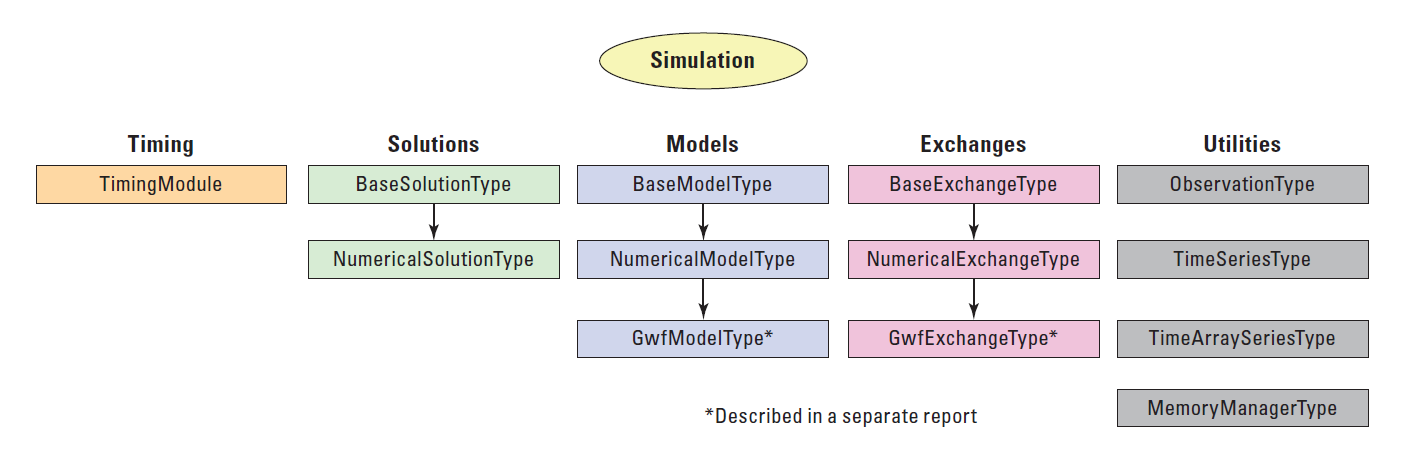 Simulation
Timing
Solutions
Models
Exchanges
Utilities
TimingModule
BaseSolutionType
BaseModelType
BaseExchangeType
ObservationType
NumericalSolutionType
NumericalModelType
NumericalExchangeType
TimeSeriesType
GwfModelType*
GwfExchangeType*
TimeArraySeriesType
MemoryManagerType
*Described in a separate report